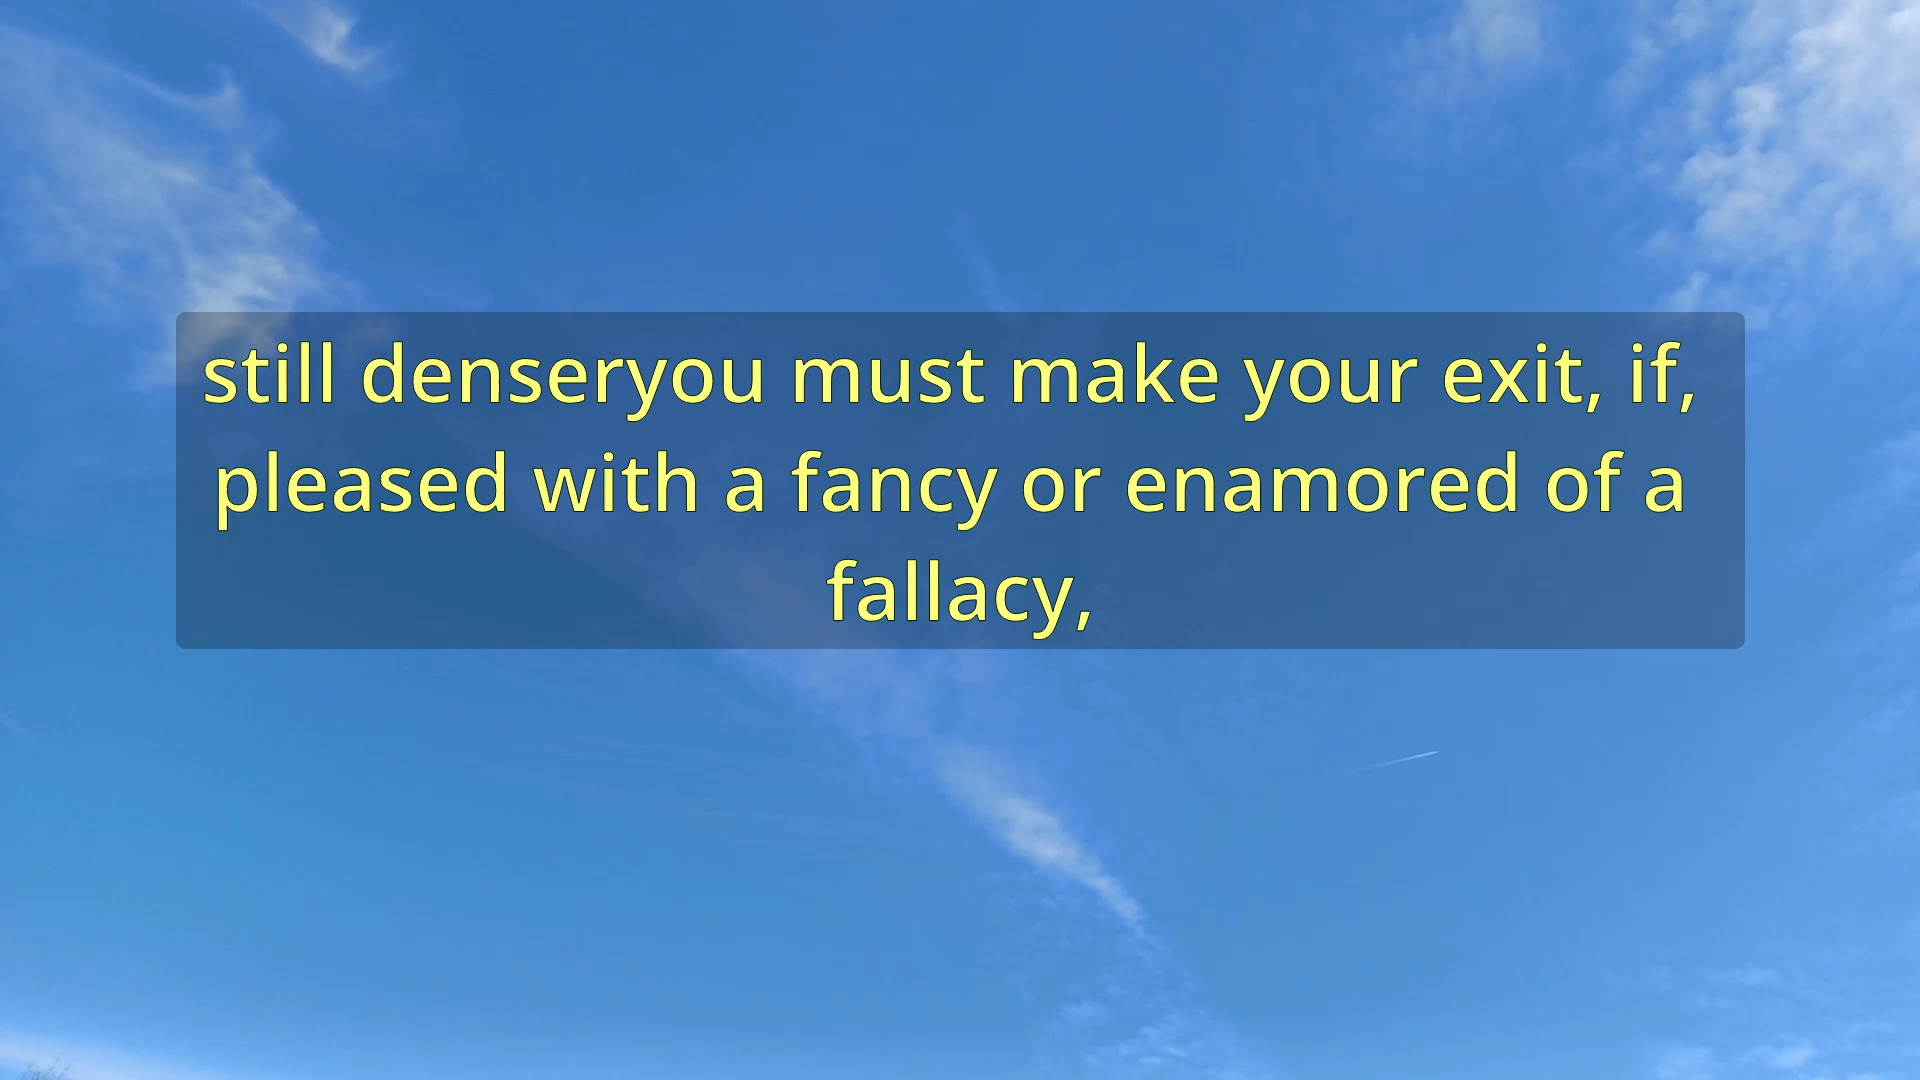 still denseryou must make your exit, if,
pleased with a fancy or enamored of a
fallacy,